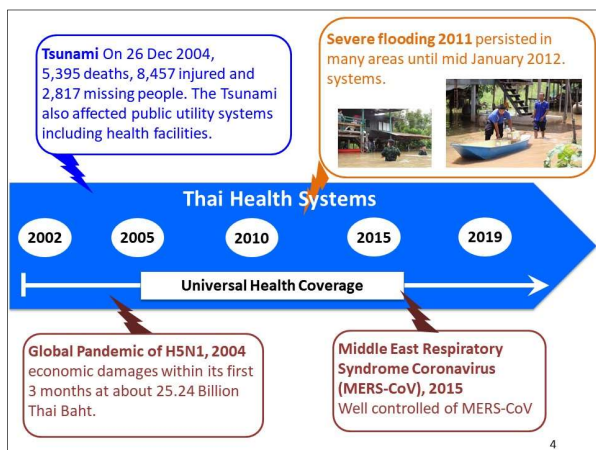 Tsunami On 26 Dec 2004,
5,395 deaths, 8,457 injured and
2,817 missing people. The Tsunami
also affected public utility systems
including health facilities.
Severe flooding 2011 persisted in
many areas until mid January 2012.
systems.
Thai Health Systems
2002 2005 2010 2015 2019
Universal Health Coverage
Global Pandemic of H5N1, 2004
economic damages within its first
3 months at about 25.24 Billion
Thai Baht.
Middle East Respiratory
Syndrome Coronavirus
(MERS-CoV), 2015
Well controlled of MERS-CoV
4